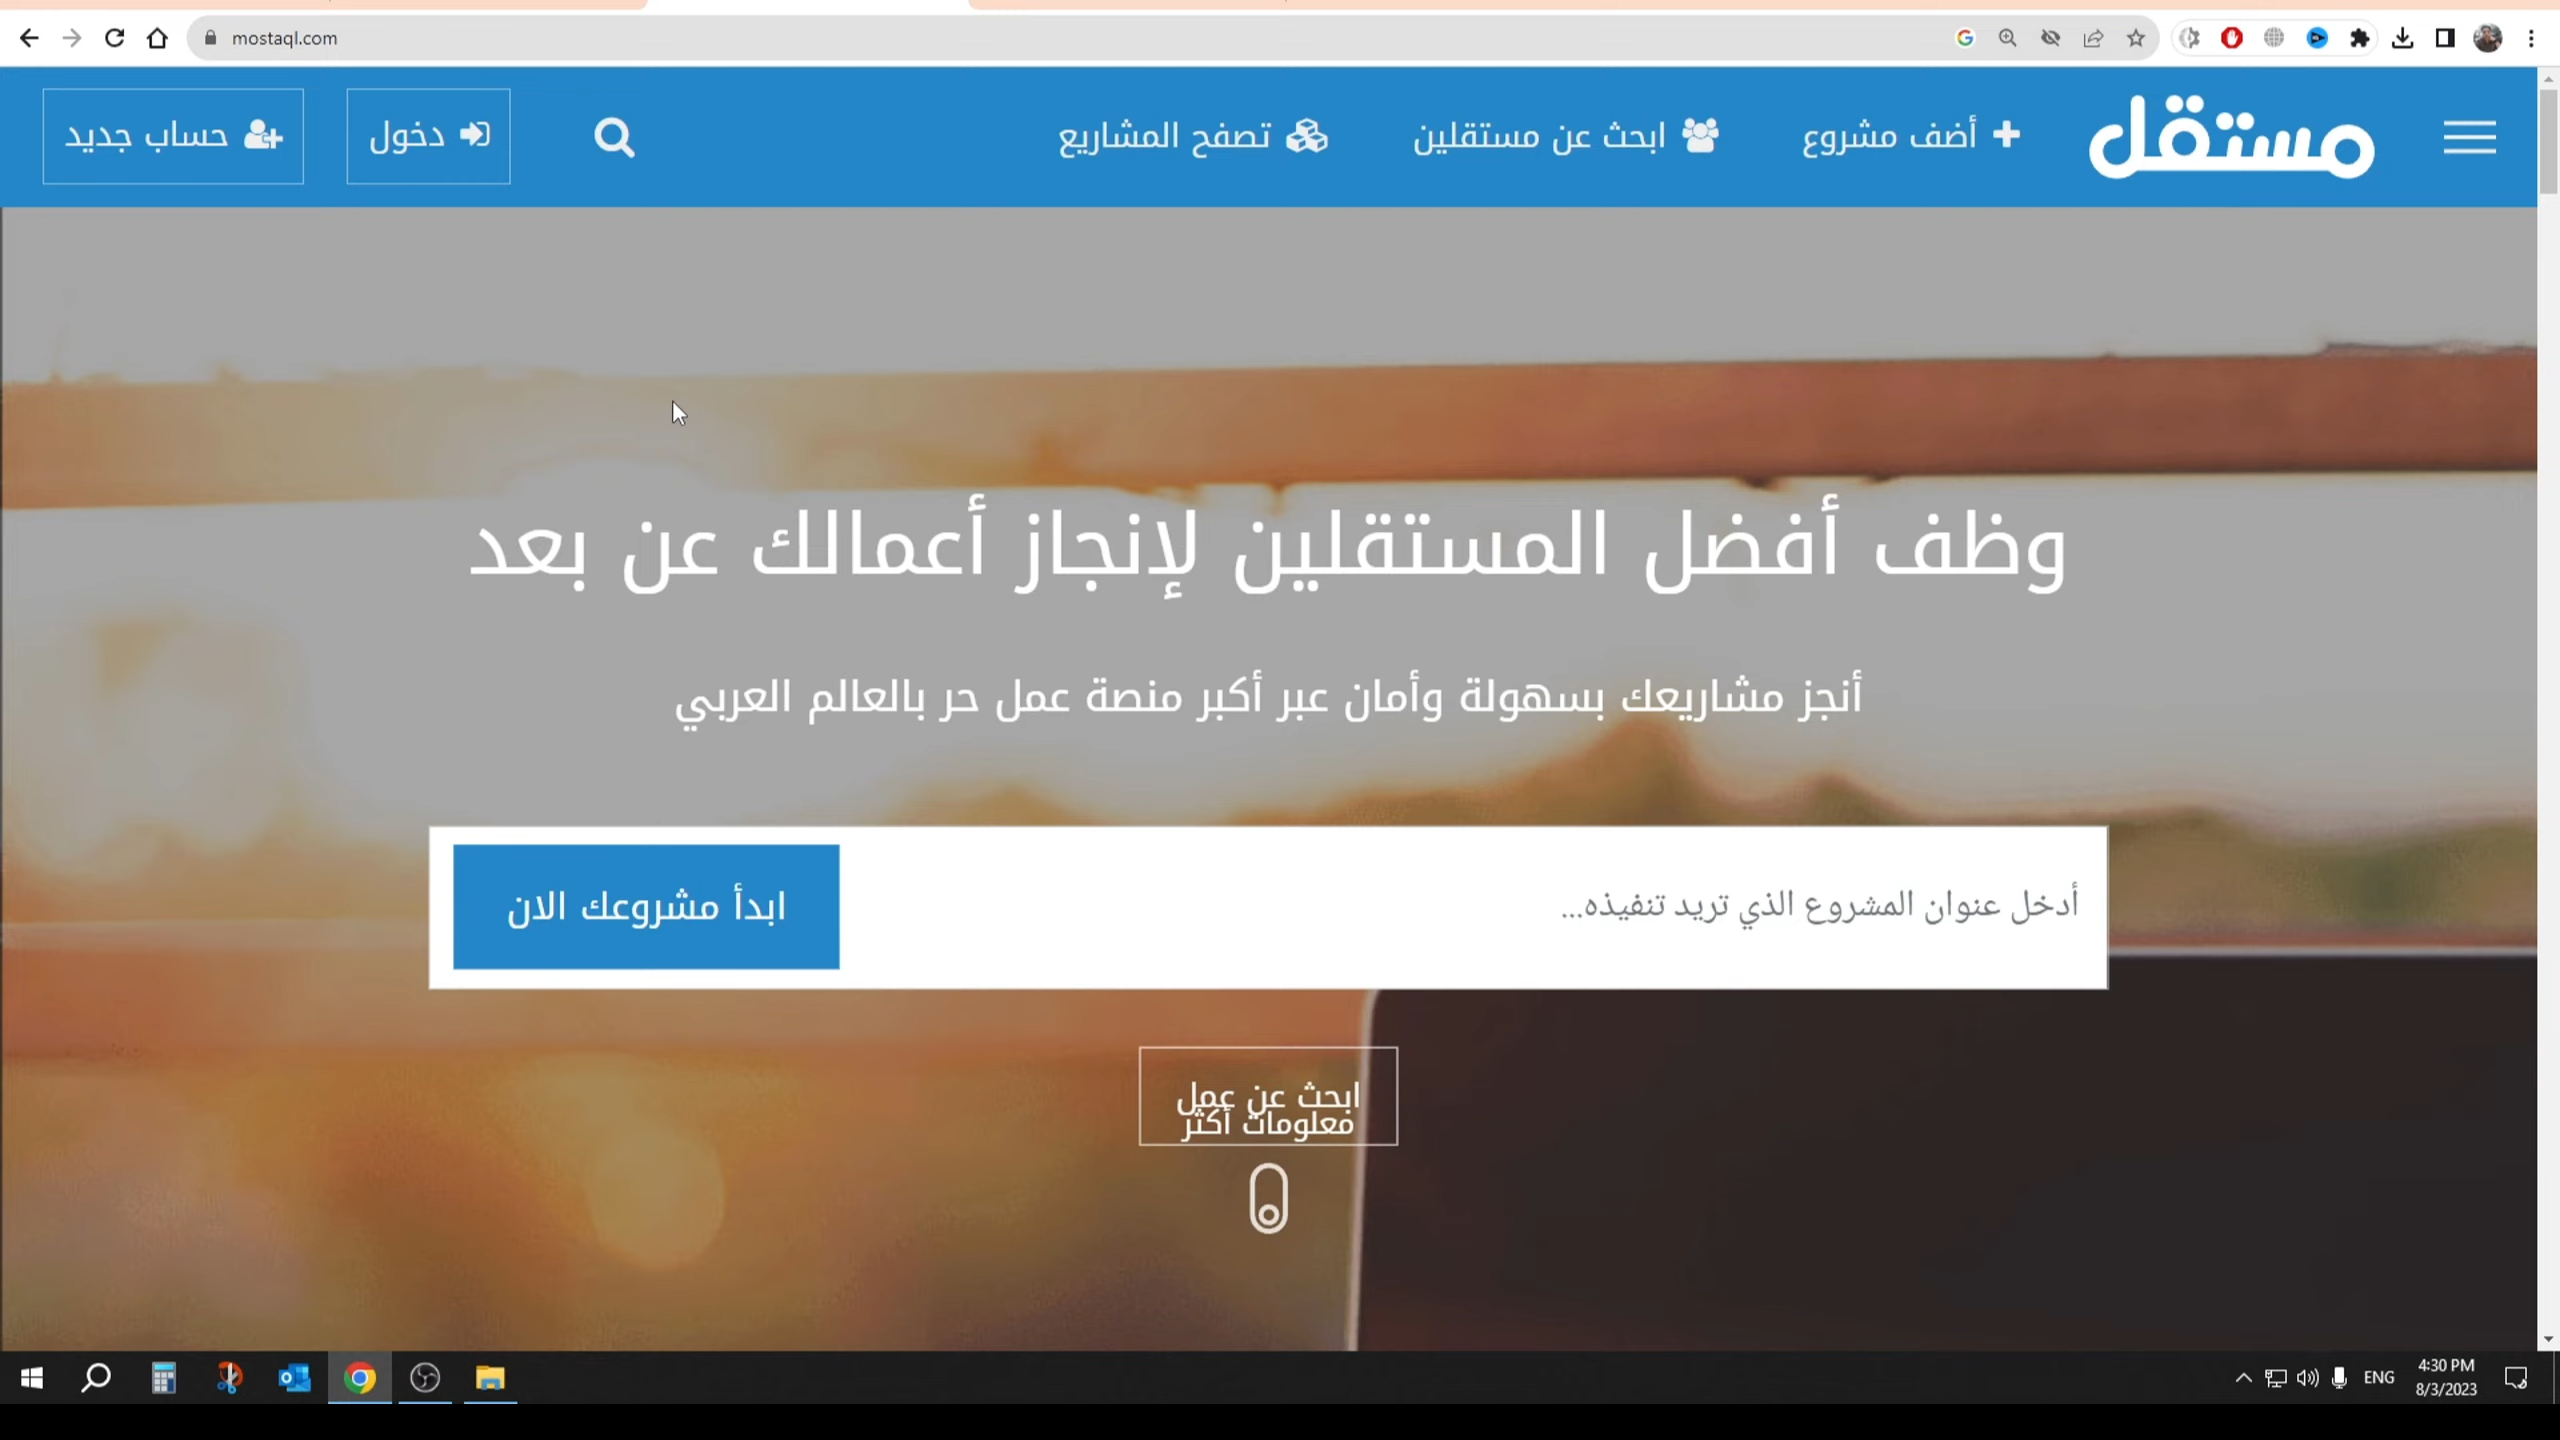 mostaql.com
مستقل
أضف مشروع
ابحث عن مستقلين
تصفح المشاريع
دخول
حساب جديد
وظف أفضل المستقلين لإنجاز أعمالك عن بعد
أنجز مشاريعك بسهولة وأمان عبر أكبر منصة عمل حر بالعالم العربي
أدخل عنوان المشروع الذي تريد تنفيذه...
ابدأ مشروعك الان
ابحث عن عمل
معلومات أكثر
ENG
4:30 PM
8/3/2023